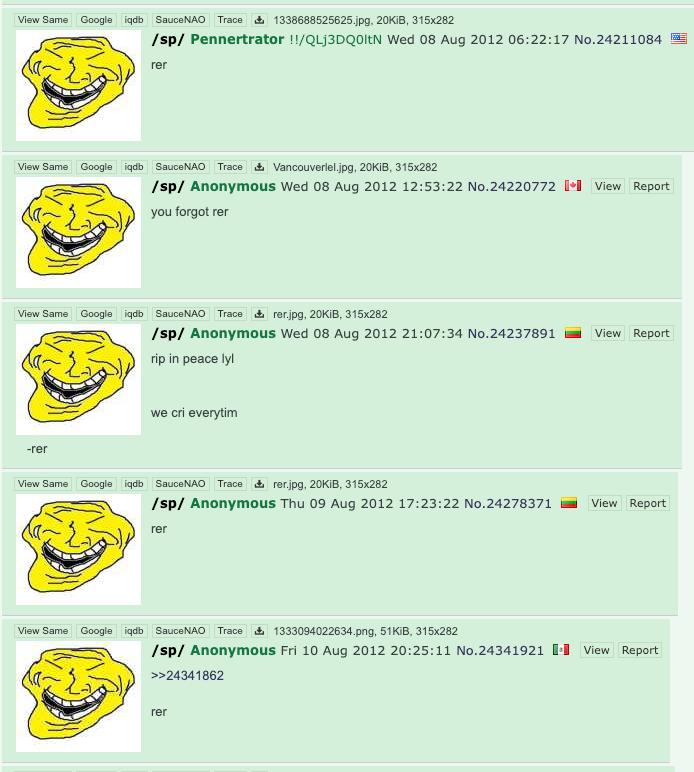 View Same Google iqdb SauceNAO Trace 1338688525625.jpg, 20KiB, 315x282
/sp/ Pennertrator !!/QLj3DQ0ltN Wed 08 Aug 2012 06:22:17 No.24211084
rer
View Same Google iqdb SauceNAO Trace Vancouverlel.jpg, 20KiB, 315x282
/sp/ Anonymous Wed 08 Aug 2012 12:53:22 No.24220772 View Report
you forgot rer
View Same Google iqdb SauceNAO Trace rer.jpg, 20KiB, 315x282
/sp/ Anonymous Wed 08 Aug 2012 21:07:34 No.24237891 View Report
rip in peace lyl
we cri everytim
-rer
View Same Google iqdb SauceNAO Trace rer.jpg, 20KiB, 315x282
/sp/ Anonymous Thu 09 Aug 2012 17:23:22 No.24278371 View Report
rer
View Same Google iqdb SauceNAO Trace 1333094022634.png, 51KiB, 315x282
/sp/ Anonymous Fri 10 Aug 2012 20:25:11 No.24341921 View Report
>>24341862
rer